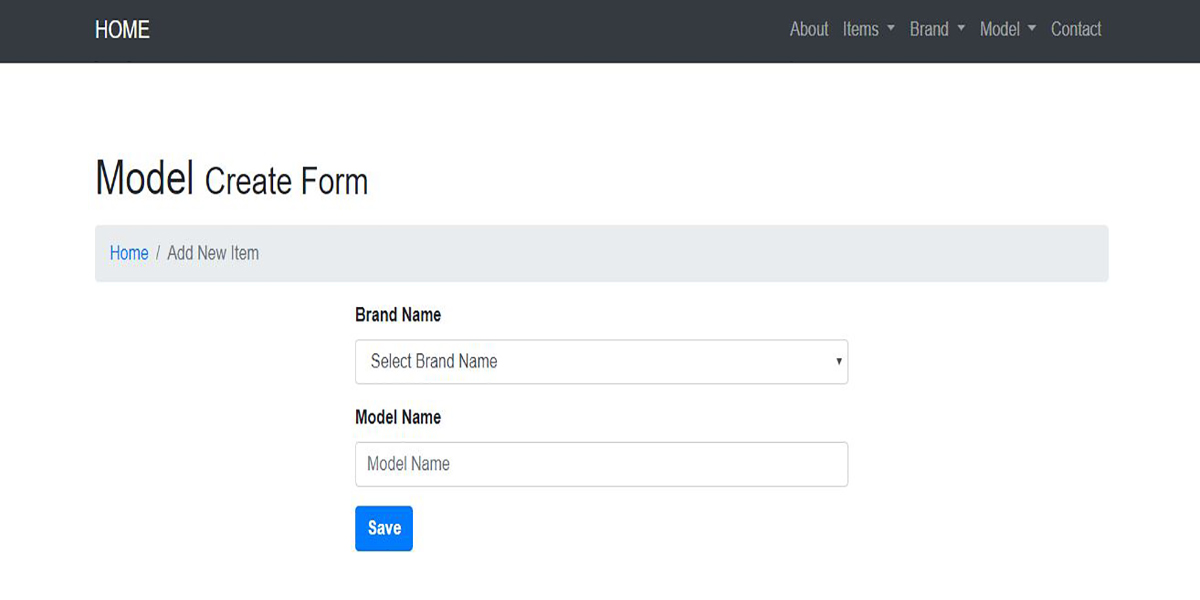 HOME About Items Brand Model Contact
Model Create Form
Home / Add New Item
Brand Name
Select Brand Name
Model Name
Model Name
Save